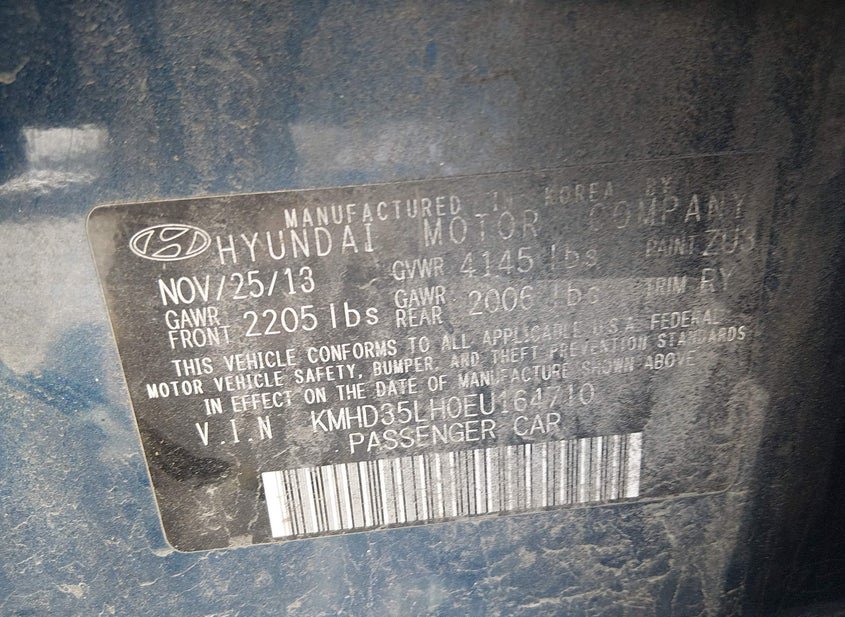 MANUFACTURED IN KOREA BY
HYUNDAI MOTOR COMPANY
NOV/25/13 GVWR 4145 lbs PAINT ZU3
GAWR FRONT 2205 lbs GAWR REAR 2006 lbs TRIM RY
THIS VEHICLE CONFORMS TO ALL APPLICABLE U.S. FEDERAL
MOTOR VEHICLE SAFETY, BUMPER, AND THEFT PREVENTION STANDARDS
IN EFFECT ON THE DATE OF MANUFACTURE SHOWN ABOVE
V.I.N KMHD35LH0EU164710
PASSENGER CAR